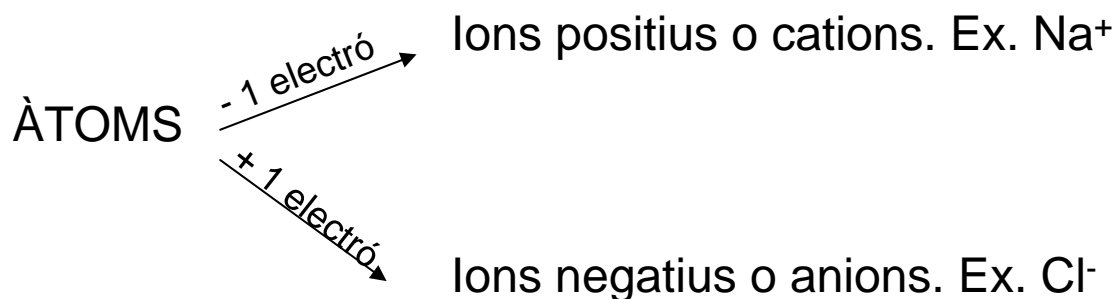 Ions positius o cations. Ex. Na⁺
- 1 electró
ÀTOMS
+ 1 electró
Ions negatius o anions. Ex. Cl⁻